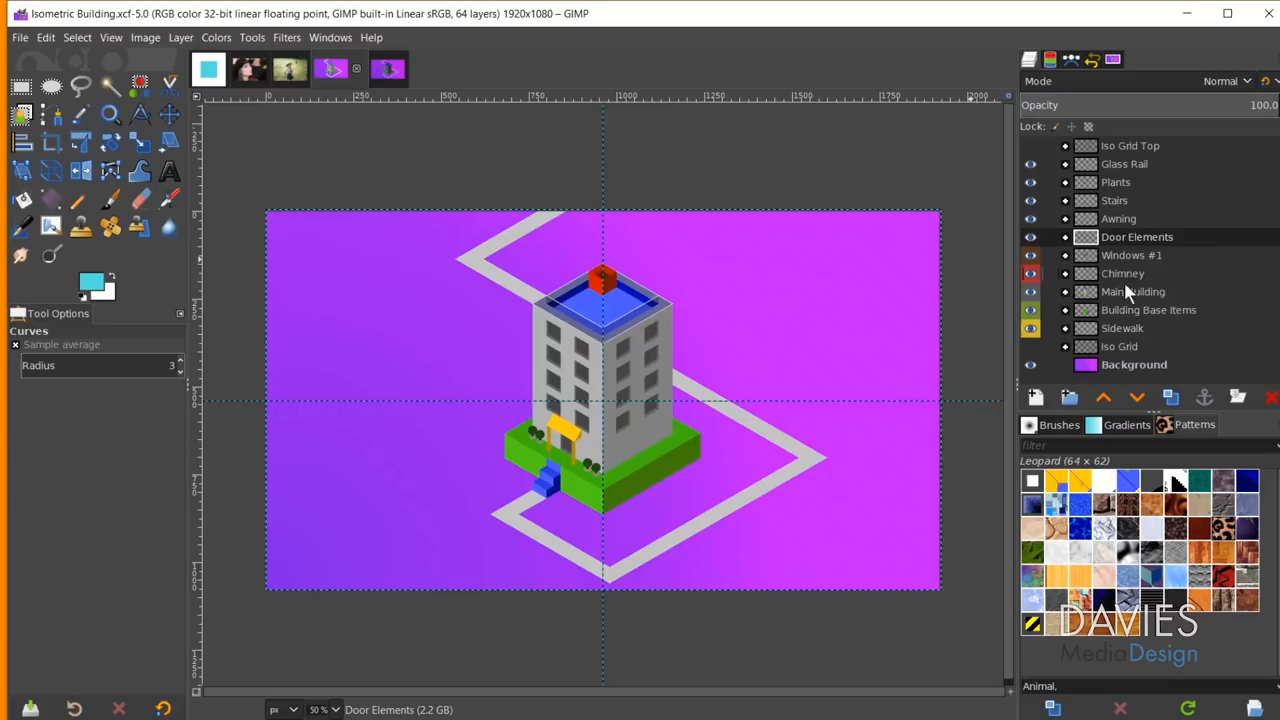 Isometric Building.xcf-5.0 (RGB color 32-bit linear floating point, GIMP built-in Linear sRGB, 64 layers) 1920x1080 – GIMP
File Edit Select View Image Layer Colors Tools Filters Windows Help
Mode Normal
Opacity 100.0
Lock:
0 250 500 750 1000 1250 1500 1750 2000
Iso Grid Top
Glass Rail
Plants
Stairs
Awning
Door Elements
Windows #1
Chimney
Main Building
Building Base Items
Sidewalk
Iso Grid
Background
Tool Options
Curves
Sample average
Radius 3
Brushes Gradients Patterns
filter
Leopard (64 × 62)
DAVIES
MediaDesign
Animal,
px 50 % Door Elements (2.2 GB)